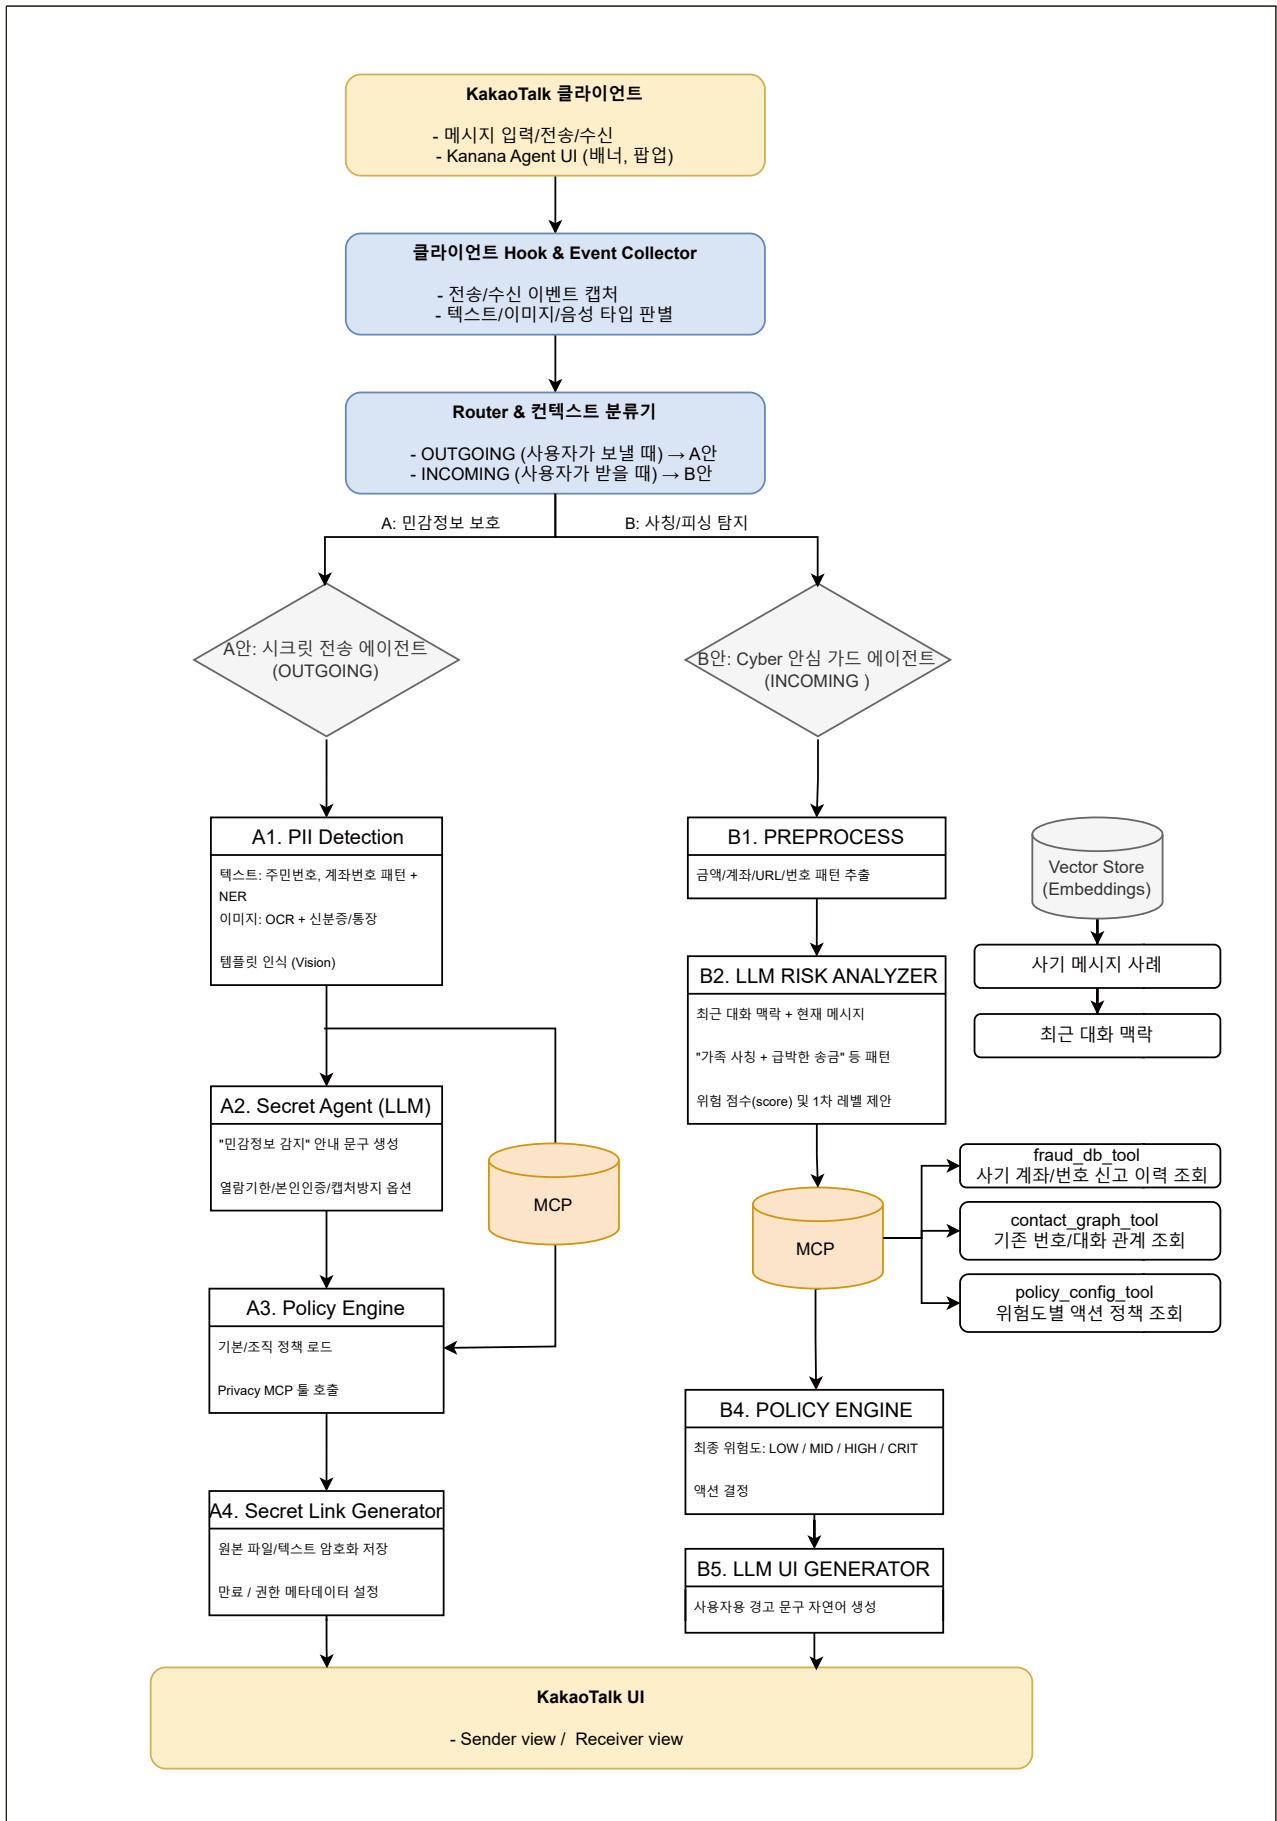 KakaoTalk 클라이언트
- 메시지 입력/전송/수신
- Kanana Agent UI (배너, 팝업)
클라이언트 Hook & Event Collector
- 전송/수신 이벤트 캡처
- 텍스트/이미지/음성 타입 판별
Router & 컨텍스트 분류기
- OUTGOING (사용자가 보낼 때) → A안
- INCOMING (사용자가 받을 때) → B안
A: 민감정보 보호
B: 사칭/피싱 탐지
A안: 시크릿 전송 에이전트
(OUTGOING)
B안: Cyber 안심 가드 에이전트
(INCOMING )
A1. PII Detection
텍스트: 주민번호, 계좌번호 패턴 +
NER
이미지: OCR + 신분증/통장
템플릿 인식 (Vision)
A2. Secret Agent (LLM)
"민감정보 감지" 안내 문구 생성
열람기한/본인인증/캡처방지 옵션
MCP
A3. Policy Engine
기본/조직 정책 로드
Privacy MCP 툴 호출
A4. Secret Link Generator
원본 파일/텍스트 암호화 저장
만료 / 권한 메타데이터 설정
B1. PREPROCESS
금액/계좌/URL/번호 패턴 추출
B2. LLM RISK ANALYZER
최근 대화 맥락 + 현재 메시지
"가족 사칭 + 급박한 송금" 등 패턴
위험 점수(score) 및 1차 레벨 제안
Vector Store
(Embeddings)
사기 메시지 사례
최근 대화 맥락
MCP
fraud_db_tool
사기 계좌/번호 신고 이력 조회
contact_graph_tool
기존 번호/대화 관계 조회
policy_config_tool
위험도별 액션 정책 조회
B4. POLICY ENGINE
최종 위험도: LOW / MID / HIGH / CRIT
액션 결정
B5. LLM UI GENERATOR
사용자용 경고 문구 자연어 생성
KakaoTalk UI
- Sender view /  Receiver view